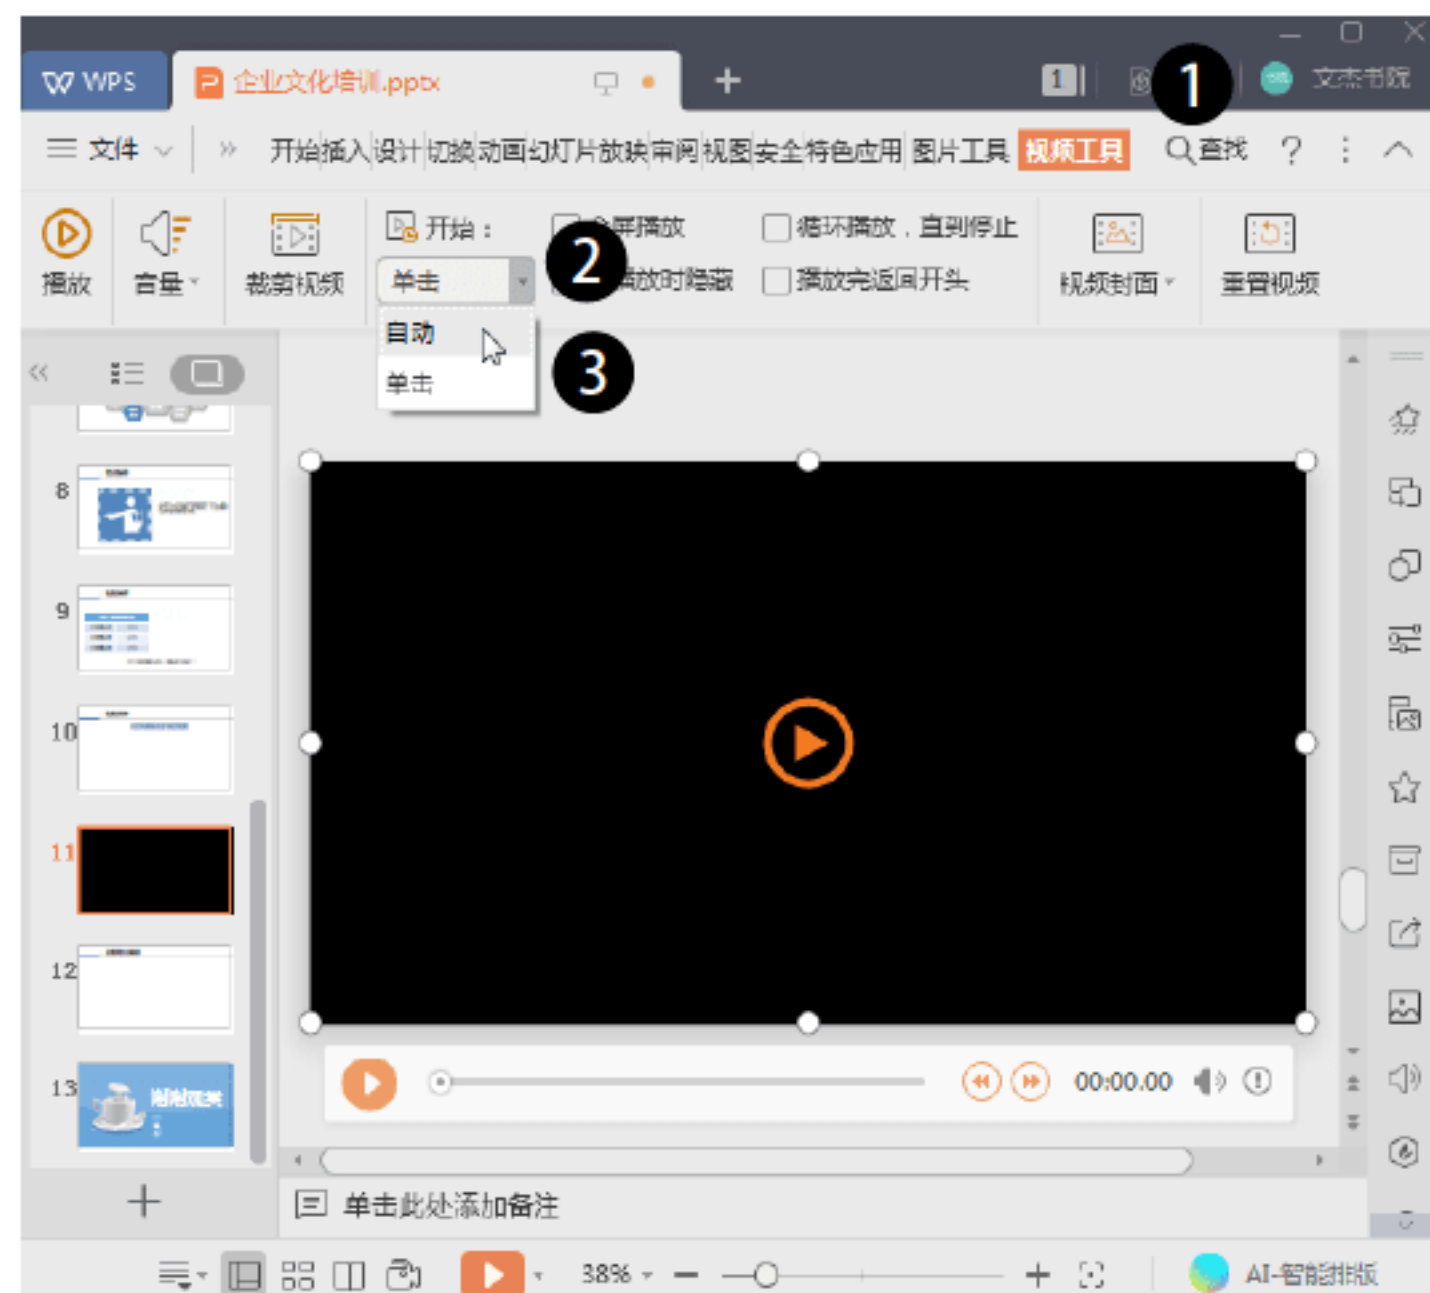 WPS 企业文化培训.pptx + 1 1 文杰书院
文件 » 开始 插入 设计 切换 动画 幻灯片放映 审阅 视图 安全 特色应用 图片工具 视频工具 查找 ?
开始： 2 屏播放 循环播放，直到停止
播放 音量 裁剪视频 单击 播放时隐藏 播放完返回开头 视频封面 重置视频
自动
单击 3
8
9
10
11
12
13 谢谢观赏
00:00.00
单击此处添加备注
38% AI-智能排版